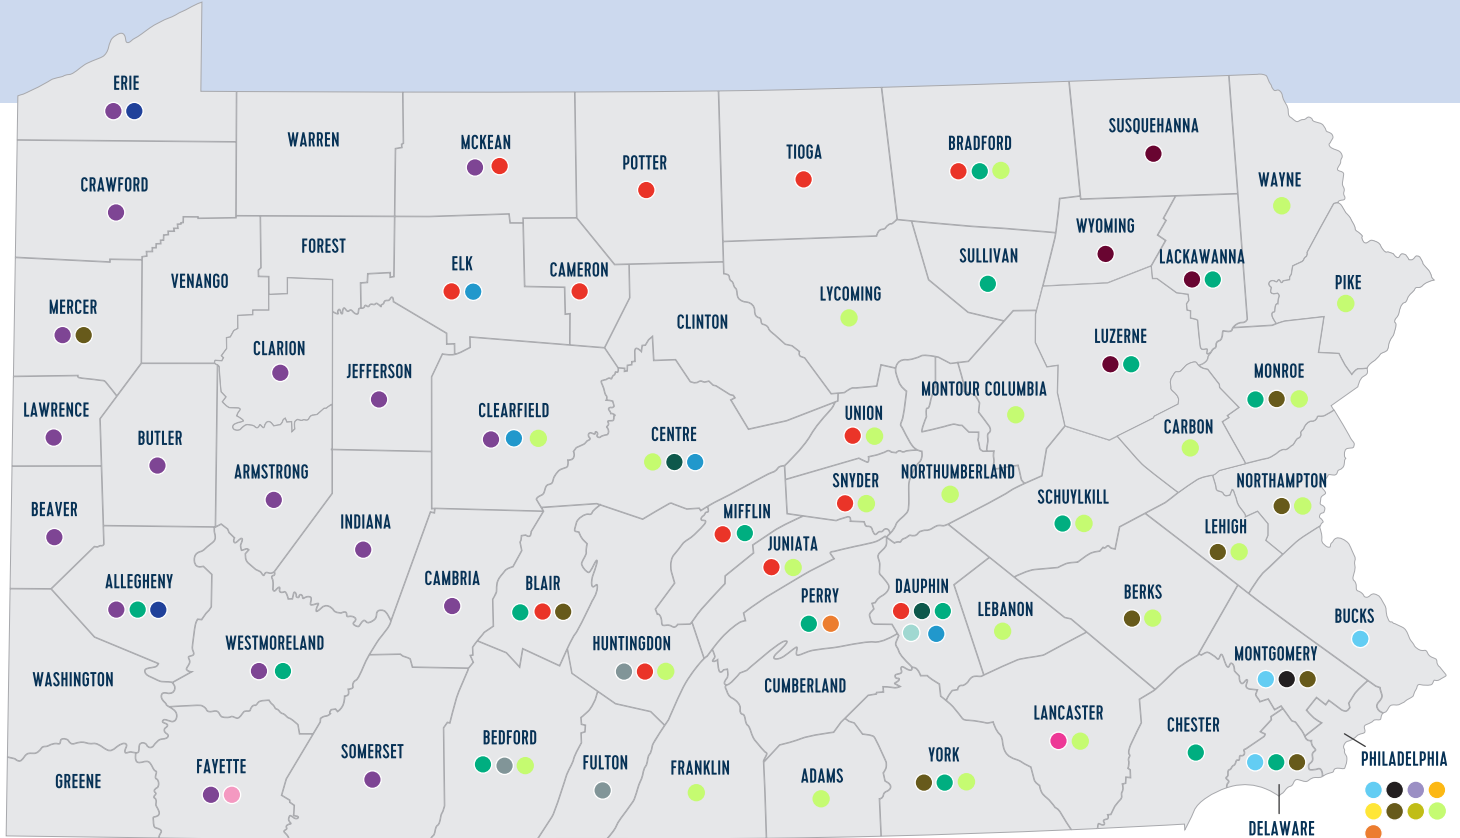 ERIE
WARREN
MCKEAN
POTTER
TIOGA
BRADFORD
SUSQUEHANNA
WAYNE
CRAWFORD
FOREST
VENANGO
ELK
CAMERON
CLINTON
LYCOMING
SULLIVAN
WYOMING
LACKAWANNA
PIKE
MERCER
CLARION
JEFFERSON
LUZERNE
MONROE
LAWRENCE
BUTLER
CLEARFIELD
CENTRE
UNION
MONTOUR
COLUMBIA
CARBON
BEAVER
ARMSTRONG
INDIANA
MIFFLIN
SNYDER
NORTHUMBERLAND
SCHUYLKILL
NORTHAMPTON
LEHIGH
JUNIATA
ALLEGHENY
CAMBRIA
BLAIR
PERRY
DAUPHIN
LEBANON
BERKS
BUCKS
WESTMORELAND
HUNTINGDON
MONTGOMERY
WASHINGTON
CUMBERLAND
LANCASTER
CHESTER
GREENE
FAYETTE
SOMERSET
BEDFORD
FULTON
FRANKLIN
ADAMS
YORK
PHILADELPHIA
DELAWARE